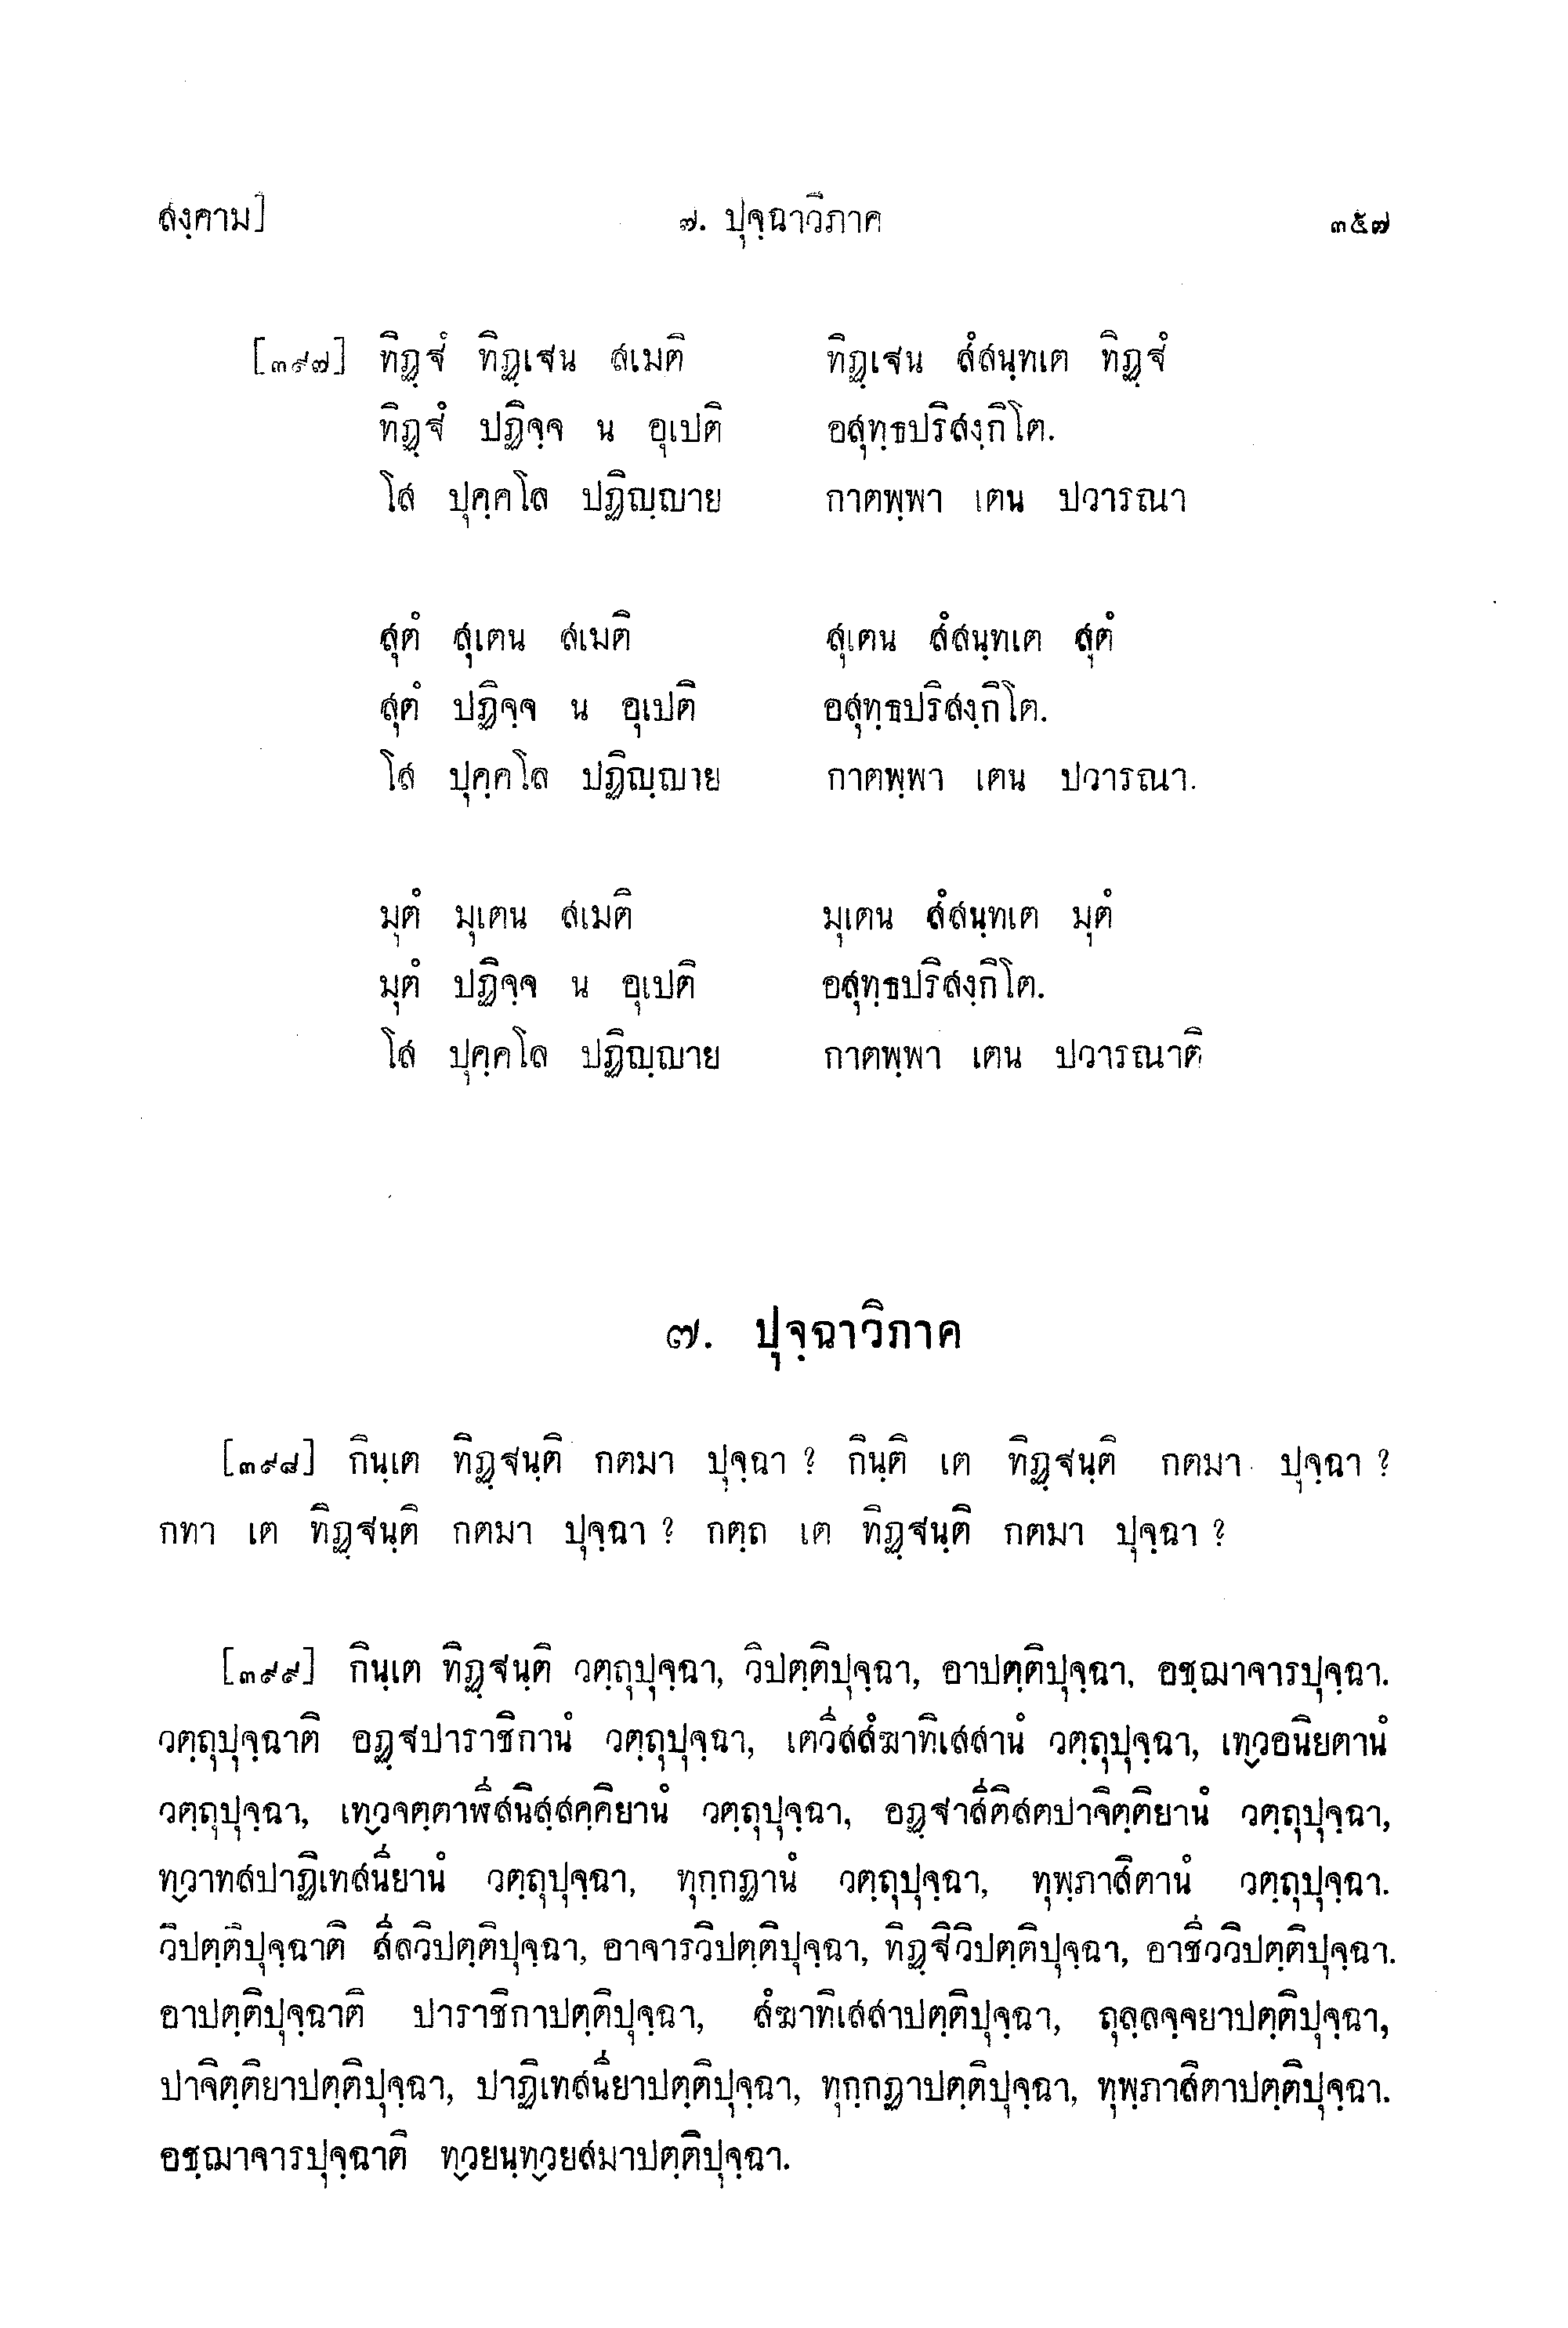 สงฺคาม] ๗. ปุจฺฉาวิภาค ๓๕๗
[๓๙๗] ทิฏฺฐํ ทิฏฺเฐน สเมติ ทิฏฺเฐน สํสนฺทเต ทิฏฺฐํ
ทิฏฺฐํ ปฏิจฺจ น อุเปติ อสุทฺธปริสงฺกิโต.
โส ปุคฺคโล ปฏิญฺญาย กาตพฺพา เตน ปวารณา
สุตํ สุเตน สเมติ สุเตน สํสนฺทเต สุตํ
สุตํ ปฏิจฺจ น อุเปติ อสุทฺธปริสงฺกิโต.
โส ปุคฺคโล ปฏิญฺญาย กาตพฺพา เตน ปวารณา.
มุตํ มุเตน สเมติ มุเตน สํสนฺทเต มุตํ
มุตํ ปฏิจฺจ น อุเปติ อสุทฺธปริสงฺกิโต.
โส ปุคฺคโล ปฏิญฺญาย กาตพฺพา เตน ปวารณาติ
๗. ปุจฺฉาวิภาค
[๓๙๘] กินฺเต ทิฏฺฐนฺติ กตมา ปุจฺฉา ? กินฺติ เต ทิฏฺฐนฺติ กตมา ปุจฺฉา ?
กทา เต ทิฏฺฐนฺติ กตมา ปุจฺฉา ? กตฺถ เต ทิฏฺฐนฺติ กตมา ปุจฺฉา ?
[๓๙๙] กินฺเต ทิฏฺฐนฺติ วตฺถุปุจฺฉา, วิปตฺติปุจฺฉา, อาปตฺติปุจฺฉา, อชฺฌาจารปุจฺฉา.
วตฺถุปุจฺฉาติ อฏฺฐปาราชิกานํ วตฺถุปุจฺฉา, เตวีสสํฆาทิเสสานํ วตฺถุปุจฺฉา, เทฺวอนิยตานํ
วตฺถุปุจฺฉา, เทฺวจตฺตาฬีสนิสฺสคฺคิยานํ วตฺถุปุจฺฉา, อฏฺฐาสีติสตปาจิตฺติยานํ วตฺถุปุจฺฉา,
ทฺวาทสปาฏิเทสนียานํ วตฺถุปุจฺฉา, ทุกฺกฏานํ วตฺถุปุจฺฉา, ทุพฺภาสิตานํ วตฺถุปุจฺฉา.
วิปตฺติปุจฺฉาติ สีลวิปตฺติปุจฺฉา, อาจารวิปตฺติปุจฺฉา, ทิฏฺฐิวิปตฺติปุจฺฉา, อาชีววิปตฺติปุจฺฉา.
อาปตฺติปุจฺฉาติ ปาราชิกาปตฺติปุจฺฉา, สํฆาทิเสสาปตฺติปุจฺฉา, ถุลฺลจฺจยาปตฺติปุจฺฉา,
ปาจิตฺติยาปตฺติปุจฺฉา, ปาฏิเทสนียาปตฺติปุจฺฉา, ทุกฺกฏาปตฺติปุจฺฉา, ทุพฺภาสิตาปตฺติปุจฺฉา.
อชฺฌาจารปุจฺฉาติ ทฺวยนฺทฺวยสมาปตฺติปุจฺฉา.